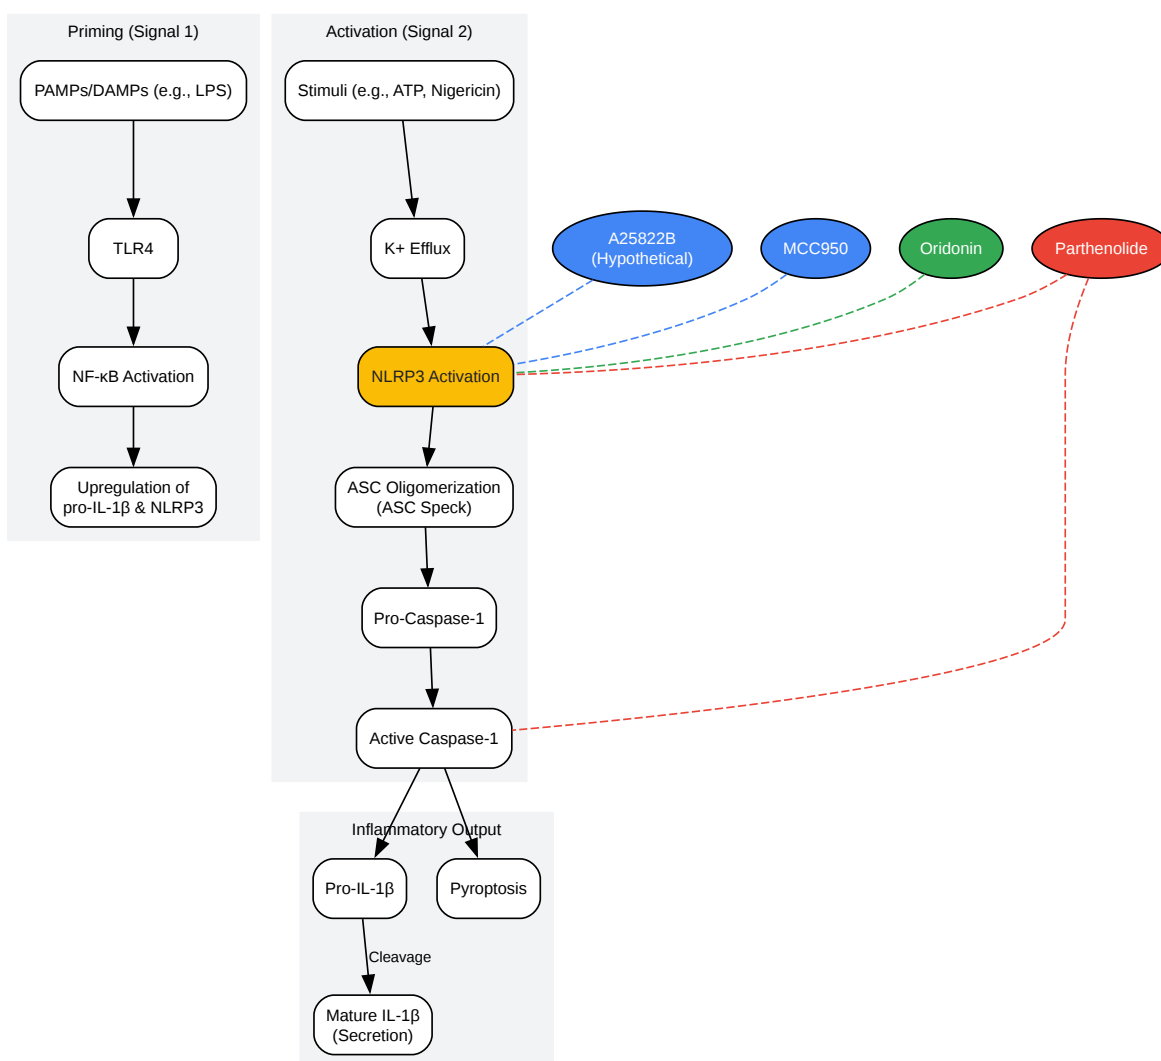 Priming (Signal 1)
PAMPs/DAMPs (e.g., LPS)
TLR4
NF-κB Activation
Upregulation of
pro-IL-1β & NLRP3
Activation (Signal 2)
Stimuli (e.g., ATP, Nigericin)
K+ Efflux
NLRP3 Activation
ASC Oligomerization
(ASC Speck)
Pro-Caspase-1
Active Caspase-1
A25822B
(Hypothetical)
MCC950
Oridonin
Parthenolide
Inflammatory Output
Pro-IL-1β
Pyroptosis
Cleavage
Mature IL-1β
(Secretion)